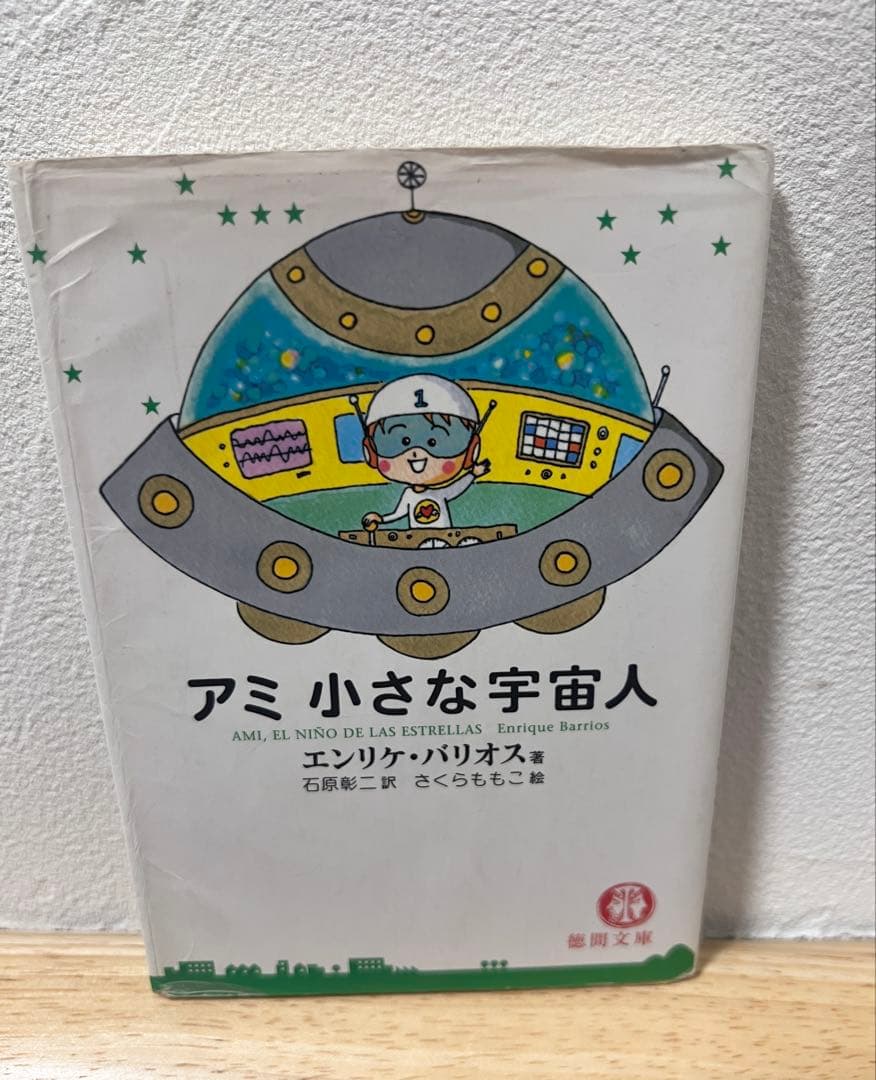 1
アミ 小さな宇宙人
AMI, EL NIÑO DE LAS ESTRELLAS Enrique Barrios
エンリケ・バリオス 著
石原彰二 訳 さくらももこ 絵
徳間文庫